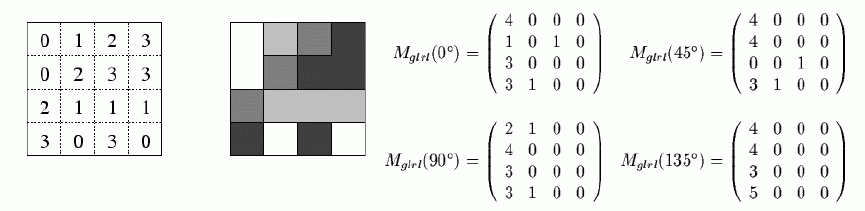 0 1 2 3
0 2 3 3
2 1 1 1
3 0 3 0
M_glrl(0°) = ( 4 0 0 0
1 0 1 0
3 0 0 0
3 1 0 0 )
M_glrl(45°) = ( 4 0 0 0
4 0 0 0
0 0 1 0
3 1 0 0 )
M_glrl(90°) = ( 2 1 0 0
4 0 0 0
3 0 0 0
3 1 0 0 )
M_glrl(135°) = ( 4 0 0 0
4 0 0 0
3 0 0 0
5 0 0 0 )